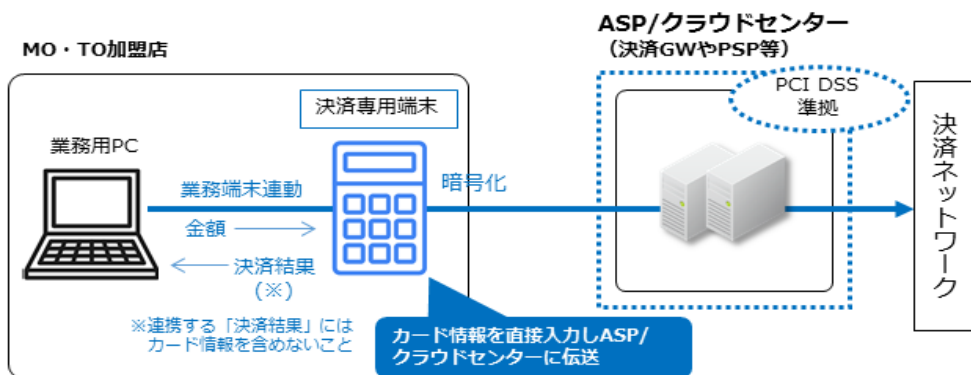 MO・TO加盟店
ASP/クラウドセンター
（決済GWやPSP等）
PCI DSS
準拠
決済専用端末
業務用PC
業務端末連動
暗号化
金額
決済結果
（※）
※連携する「決済結果」には
カード情報を含めないこと
カード情報を直接入力しASP/
クラウドセンターに伝送
決済ネットワーク